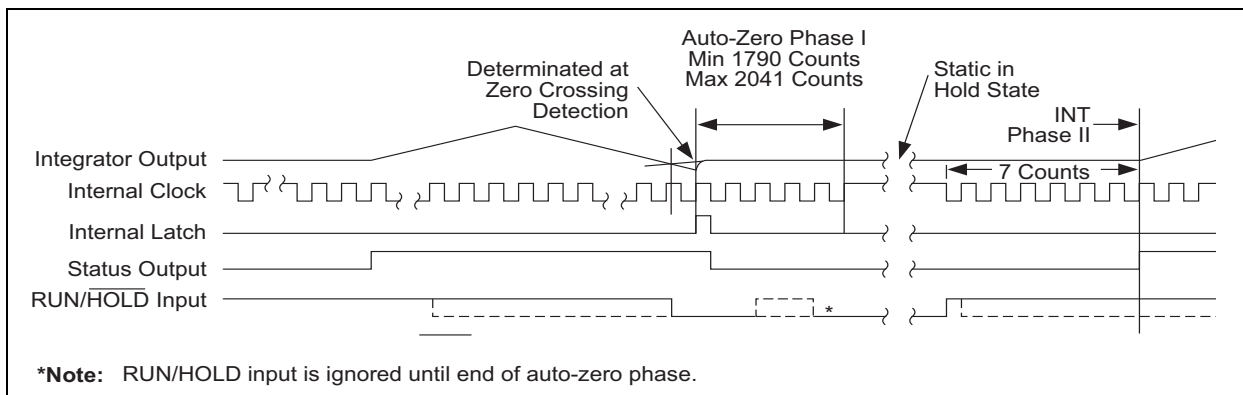 Auto-Zero Phase I
Min 1790 Counts
Max 2041 Counts
Determinated at
Zero Crossing
Detection
Static in
Hold State
INT
Phase II
Integrator Output
7 Counts
Internal Clock
Internal Latch
Status Output
RUN/HOLD Input
*
*Note: RUN/HOLD input is ignored until end of auto-zero phase.